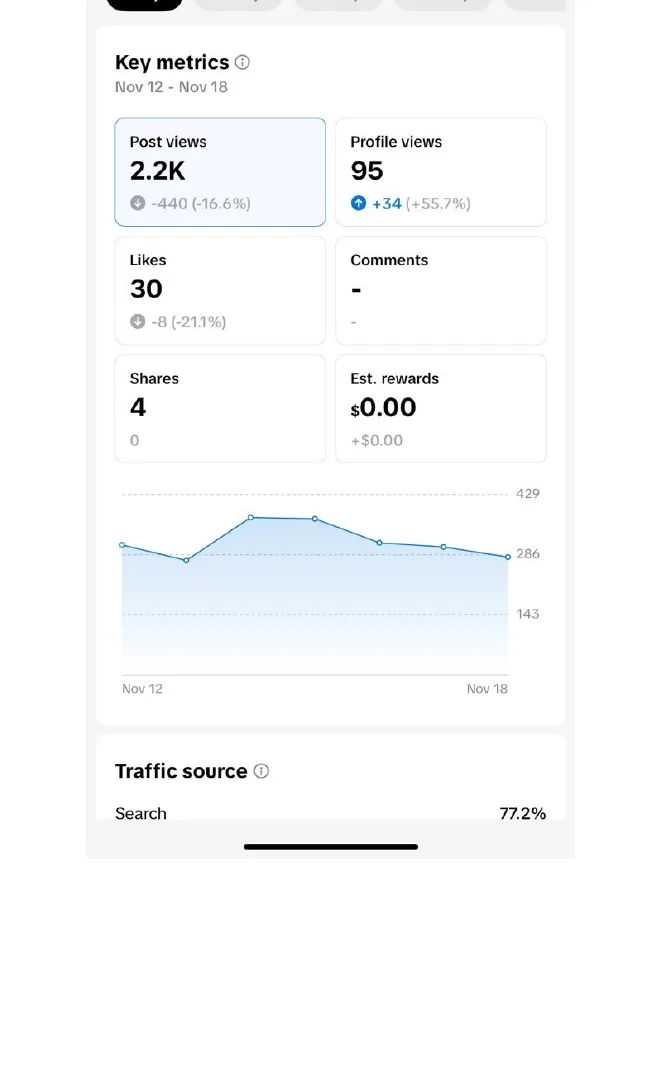 Key metrics
Nov 12 - Nov 18
Post views
Profile views
2.2K
95
-440 (-16.6%)
+34 (+55.7%)
Likes
Comments
30
-
-8 (-21.1%)
-
Shares
Est. rewards
4
$0.00
0
+$0.00
429
286
143
Nov 12
Nov 18
Traffic source
Search
77.2%